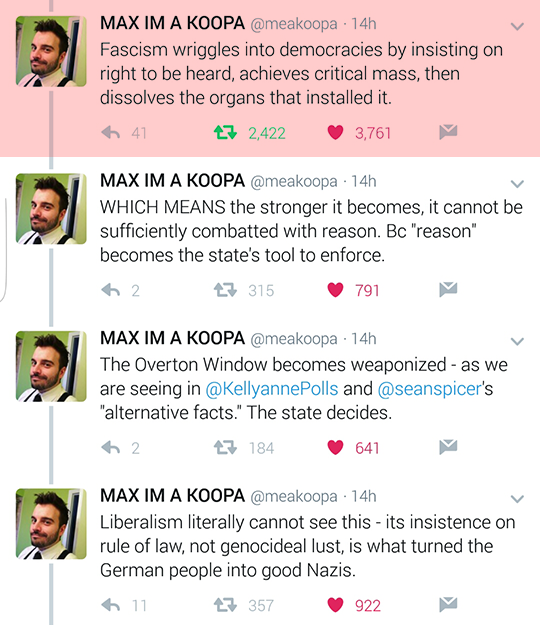 MAX IM A KOOPA @meakoopa · 14h
Fascism wriggles into democracies by insisting on
right to be heard, achieves critical mass, then
dissolves the organs that installed it.
41 2,422 3,761
MAX IM A KOOPA @meakoopa · 14h
WHICH MEANS the stronger it becomes, it cannot be
sufficiently combatted with reason. Bc "reason"
becomes the state's tool to enforce.
2 315 791
MAX IM A KOOPA @meakoopa · 14h
The Overton Window becomes weaponized - as we
are seeing in @KellyannePolls and @seanspicer's
"alternative facts." The state decides.
2 184 641
MAX IM A KOOPA @meakoopa · 14h
Liberalism literally cannot see this - its insistence on
rule of law, not genocideal lust, is what turned the
German people into good Nazis.
11 357 922